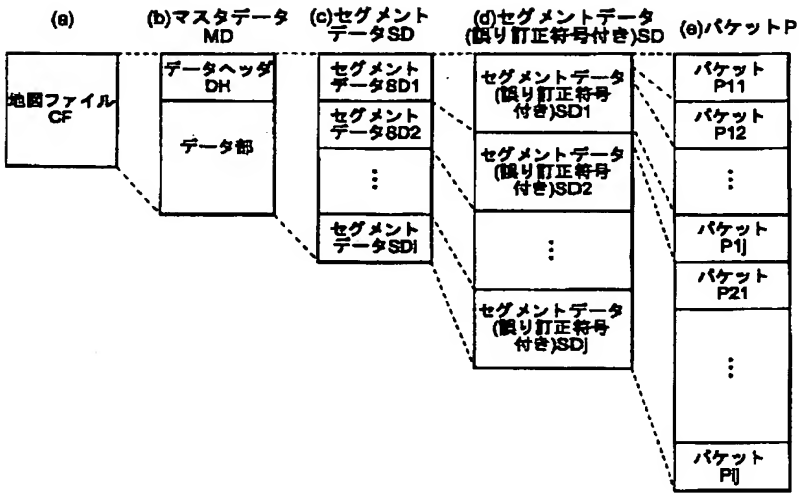 (a)
(b)マスタデータ
MD
(c)セグメント
データSD
(d)セグメントデータ
(誤り訂正符号付き)SD
(e)パケットP
地図ファイル
CF
データヘッダ
DH
データ部
セグメント
データSD1
セグメント
データSD2
⋮
セグメント
データSDi
セグメントデータ
(誤り訂正符号
付き)SD1
セグメントデータ
(誤り訂正符号
付き)SD2
⋮
セグメントデータ
(誤り訂正符号
付き)SDj
パケット
P11
パケット
P12
⋮
パケット
P1j
パケット
P21
⋮
パケット
Pij